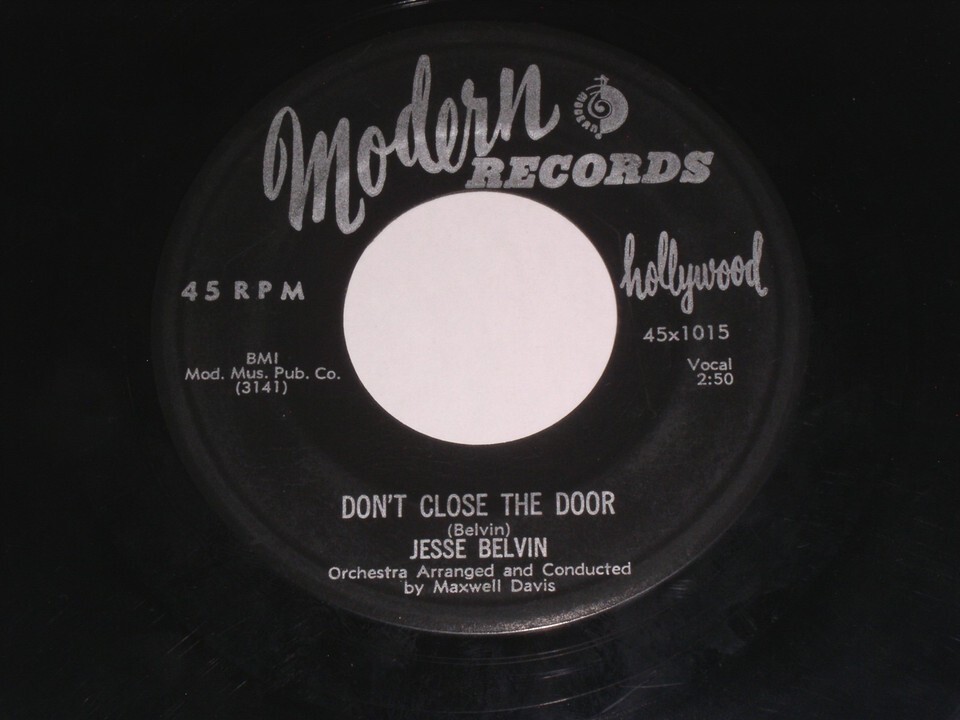 Modern
MODERN
RECORDS
hollywood
45 RPM
45x1015
BMI
Mod. Mus. Pub. Co.
(3141)
Vocal
2:50
DON'T CLOSE THE DOOR
(Belvin)
JESSE BELVIN
Orchestra Arranged and Conducted
by Maxwell Davis